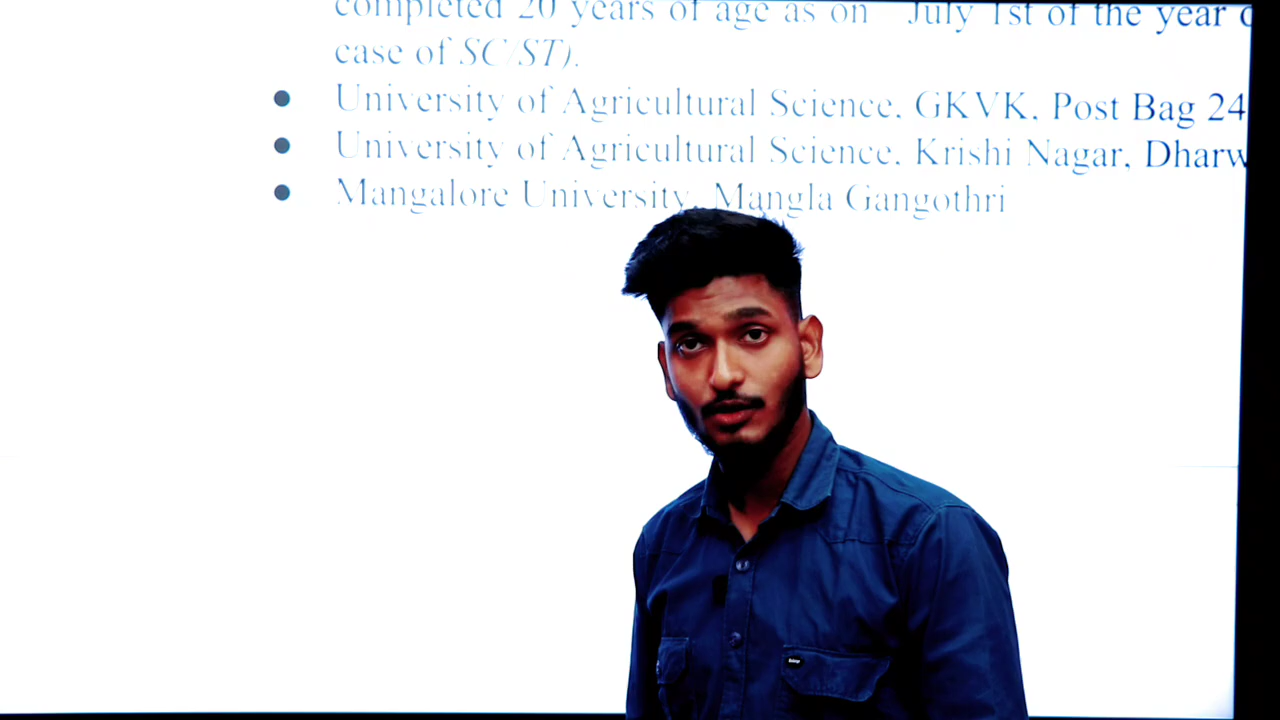 completed 20 years of age as on July 1st of the year
case of SC/ST).
● University of Agricultural Science, GKVK, Post Bag 24
● University of Agricultural Science, Krishi Nagar, Dharw
● Mangalore University, Mangla Gangothri